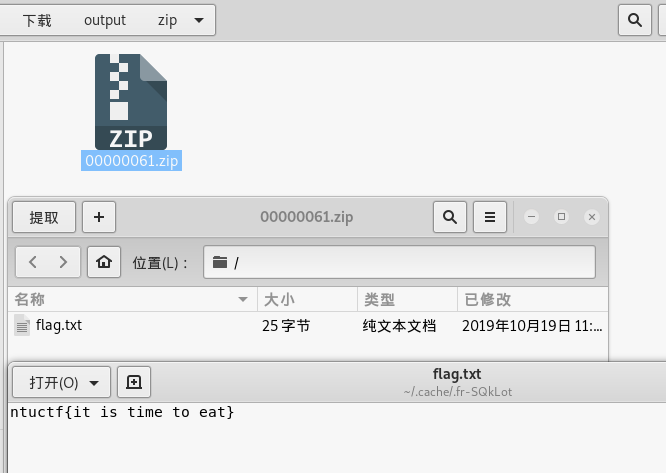 下载 output zip
ZIP
00000061.zip
提取 + 00000061.zip
位置(L)： /
名称 大小 类型 已修改
flag.txt 25 字节 纯文本文档 2019年10月19日 11:...
打开(O) flag.txt
~/.cache/.fr-SQkLot
ntuctf{it is time to eat}